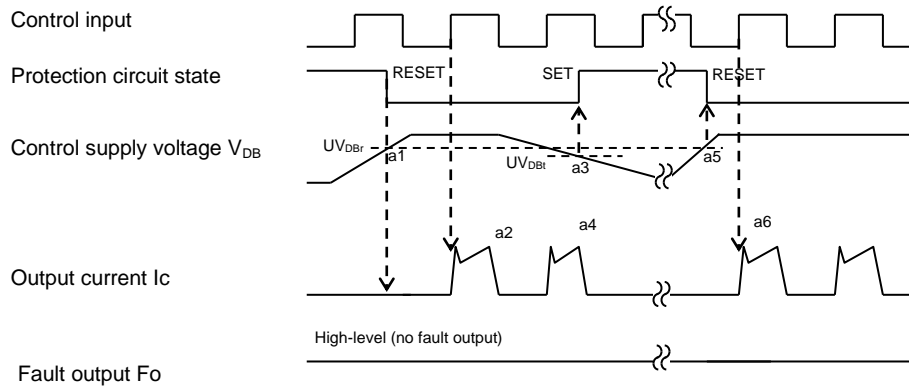 Control input
Protection circuit state
RESET
SET
RESET
Control supply voltage VDB
UVDBr
a1
UVDBt
a3
a5
a2
a4
a6
Output current Ic
High-level (no fault output)
Fault output Fo